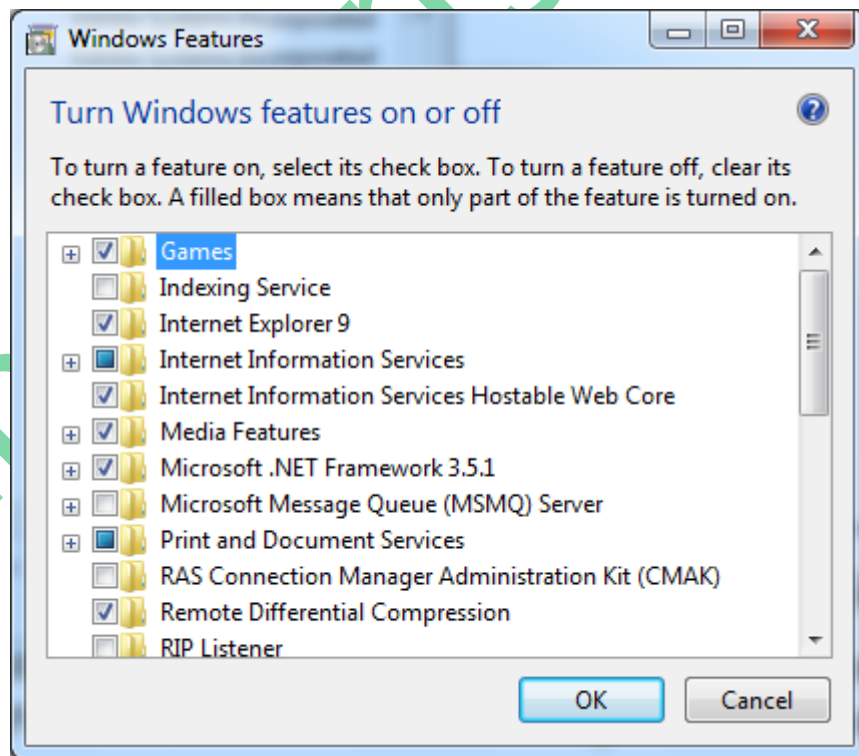 Windows Features
Turn Windows features on or off
To turn a feature on, select its check box. To turn a feature off, clear its
check box. A filled box means that only part of the feature is turned on.
Games
Indexing Service
Internet Explorer 9
Internet Information Services
Internet Information Services Hostable Web Core
Media Features
Microsoft .NET Framework 3.5.1
Microsoft Message Queue (MSMQ) Server
Print and Document Services
RAS Connection Manager Administration Kit (CMAK)
Remote Differential Compression
RIP Listener
OK Cancel